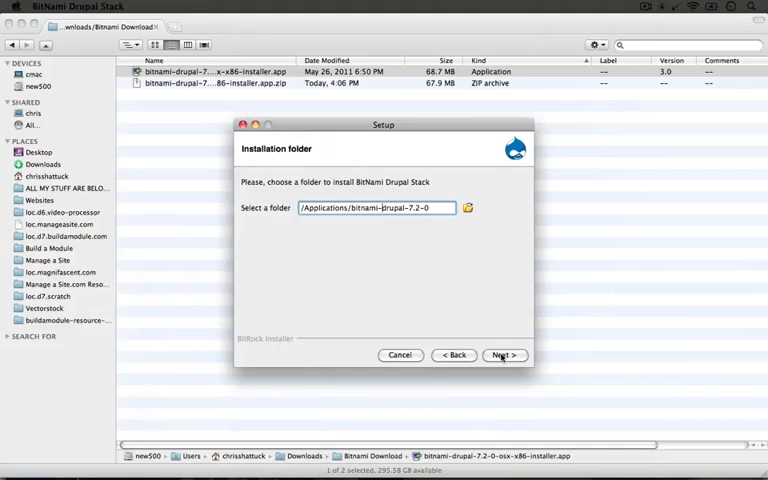 BitNami Drupal Stack
...wnloads/Bitnami Download
Name Date Modified Size Kind Label Version Comments
bitnami-drupal-7....x-x86-installer.app May 26, 2011 6:50 PM 68.7 MB Application -- 3.0 --
bitnami-drupal-7....86-installer.app.zip Today, 4:06 PM 67.9 MB ZIP archive -- -- --
DEVICES
cmac
new500
SHARED
chris
All...
PLACES
Desktop
Downloads
chrisshattuck
ALL MY STUFF ARE BELO...
Websites
loc.d6.video-processor
loc.manageasite.com
loc.d7.buildamodule.com
Build a Module
Manage a Site
loc.magnifascent.com
Manage a Site.com Reso...
loc.d7.scratch
Vectorstock
buildamodule-resource-...
SEARCH FOR
Setup
Installation folder
Please, choose a folder to install BitNami Drupal Stack
Select a folder /Applications/bitnami-drupal-7.2-0
BitRock Installer
Cancel < Back Next >
new500 Users chrisshattuck Downloads Bitnami Download bitnami-drupal-7.2-0-osx-x86-installer.app
1 of 2 selected, 295.58 GB available